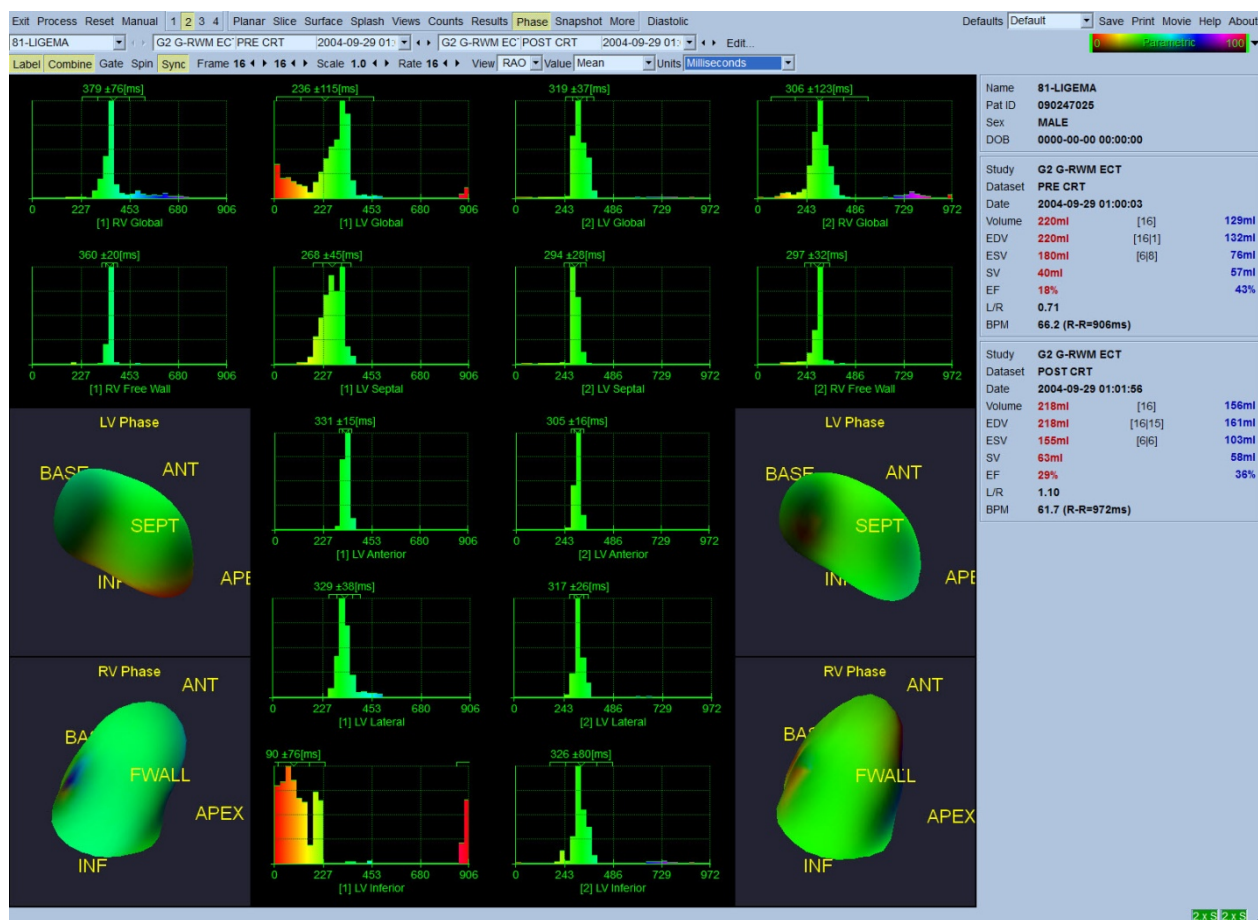 Exit Process Reset Manual 1 2 3 4 Planar Slice Surface Splash Views Counts Results Phase Snapshot More Diastolic Defaults Default Save Print Movie Help About
81-LIGEMA G2 G-RWM EC PRE CRT 2004-09-29 01: G2 G-RWM EC POST CRT 2004-09-29 01: Edit...
0 Parametric 100
Label Combine Gate Spin Sync Frame 16 16 Scale 1.0 Rate 16 View RAO Value Mean Units Milliseconds
379 ±76[ms] 236 ±115[ms] 319 ±37[ms] 306 ±123[ms]
0 227 453 680 906 0 227 453 680 906 0 243 486 729 972 0 243 486 729 972
[1] RV Global [1] LV Global [2] LV Global [2] RV Global
360 ±20[ms] 268 ±45[ms] 294 ±28[ms] 297 ±32[ms]
0 227 453 680 906 0 227 453 680 906 0 243 486 729 972 0 243 486 729 972
[1] RV Free Wall [1] LV Septal [2] LV Septal [2] RV Free Wall
LV Phase
BASE ANT
SEPT
INF APE
331 ±15[ms] 305 ±16[ms]
0 227 453 680 906 0 243 486 729 972
[1] LV Anterior [2] LV Anterior
LV Phase
BASE ANT
SEPT
INF APE
329 ±38[ms] 317 ±26[ms]
0 227 453 680 906 0 243 486 729 972
[1] LV Lateral [2] LV Lateral
RV Phase
ANT
BA
FWALL
APEX
INF
90 ±76[ms] 326 ±80[ms]
0 227 453 680 906 0 243 486 729 972
[1] LV Inferior [2] LV Inferior
RV Phase
ANT
BAS
FWALL
APEX
INF
Name 81-LIGEMA
Pat ID 090247025
Sex MALE
DOB 0000-00-00 00:00:00
Study G2 G-RWM ECT
Dataset PRE CRT
Date 2004-09-29 01:00:03
Volume 220ml [16] 129ml
EDV 220ml [16|1] 132ml
ESV 180ml [6|8] 76ml
SV 40ml 57ml
EF 18% 43%
L/R 0.71
BPM 66.2 (R-R=906ms)
Study G2 G-RWM ECT
Dataset POST CRT
Date 2004-09-29 01:01:56
Volume 218ml [16] 156ml
EDV 218ml [16|15] 161ml
ESV 155ml [6|6] 103ml
SV 63ml 58ml
EF 29% 36%
L/R 1.10
BPM 61.7 (R-R=972ms)
2 x S 2 x S